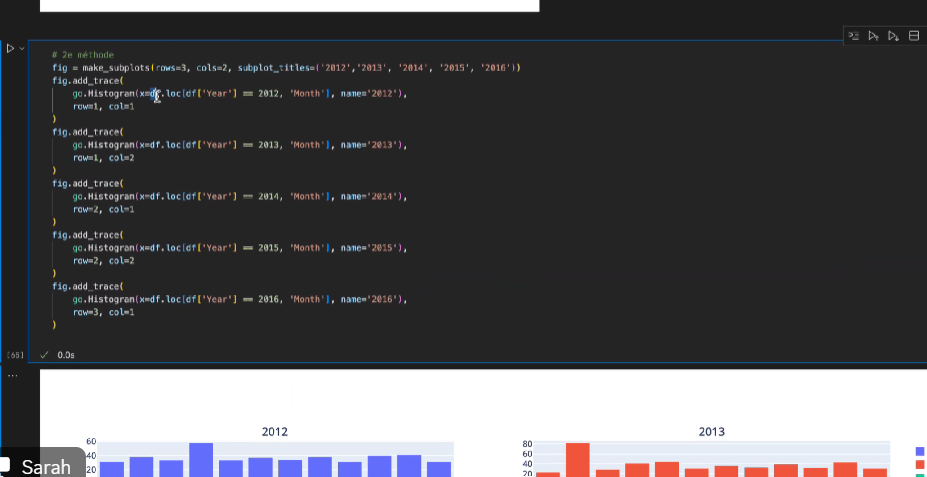 # 2e méthode
fig = make_subplots(rows=3, cols=2, subplot_titles=('2012','2013', '2014', '2015', '2016'))
fig.add_trace(
go.Histogram(x=df.loc[df['Year'] == 2012, 'Month'], name='2012'),
row=1, col=1
)
fig.add_trace(
go.Histogram(x=df.loc[df['Year'] == 2013, 'Month'], name='2013'),
row=1, col=2
)
fig.add_trace(
go.Histogram(x=df.loc[df['Year'] == 2014, 'Month'], name='2014'),
row=2, col=1
)
fig.add_trace(
go.Histogram(x=df.loc[df['Year'] == 2015, 'Month'], name='2015'),
row=2, col=2
)
fig.add_trace(
go.Histogram(x=df.loc[df['Year'] == 2016, 'Month'], name='2016'),
row=3, col=1
)
[65] 0.0s
...
2012 2013
60 80
40 60
20 40
20
Sarah